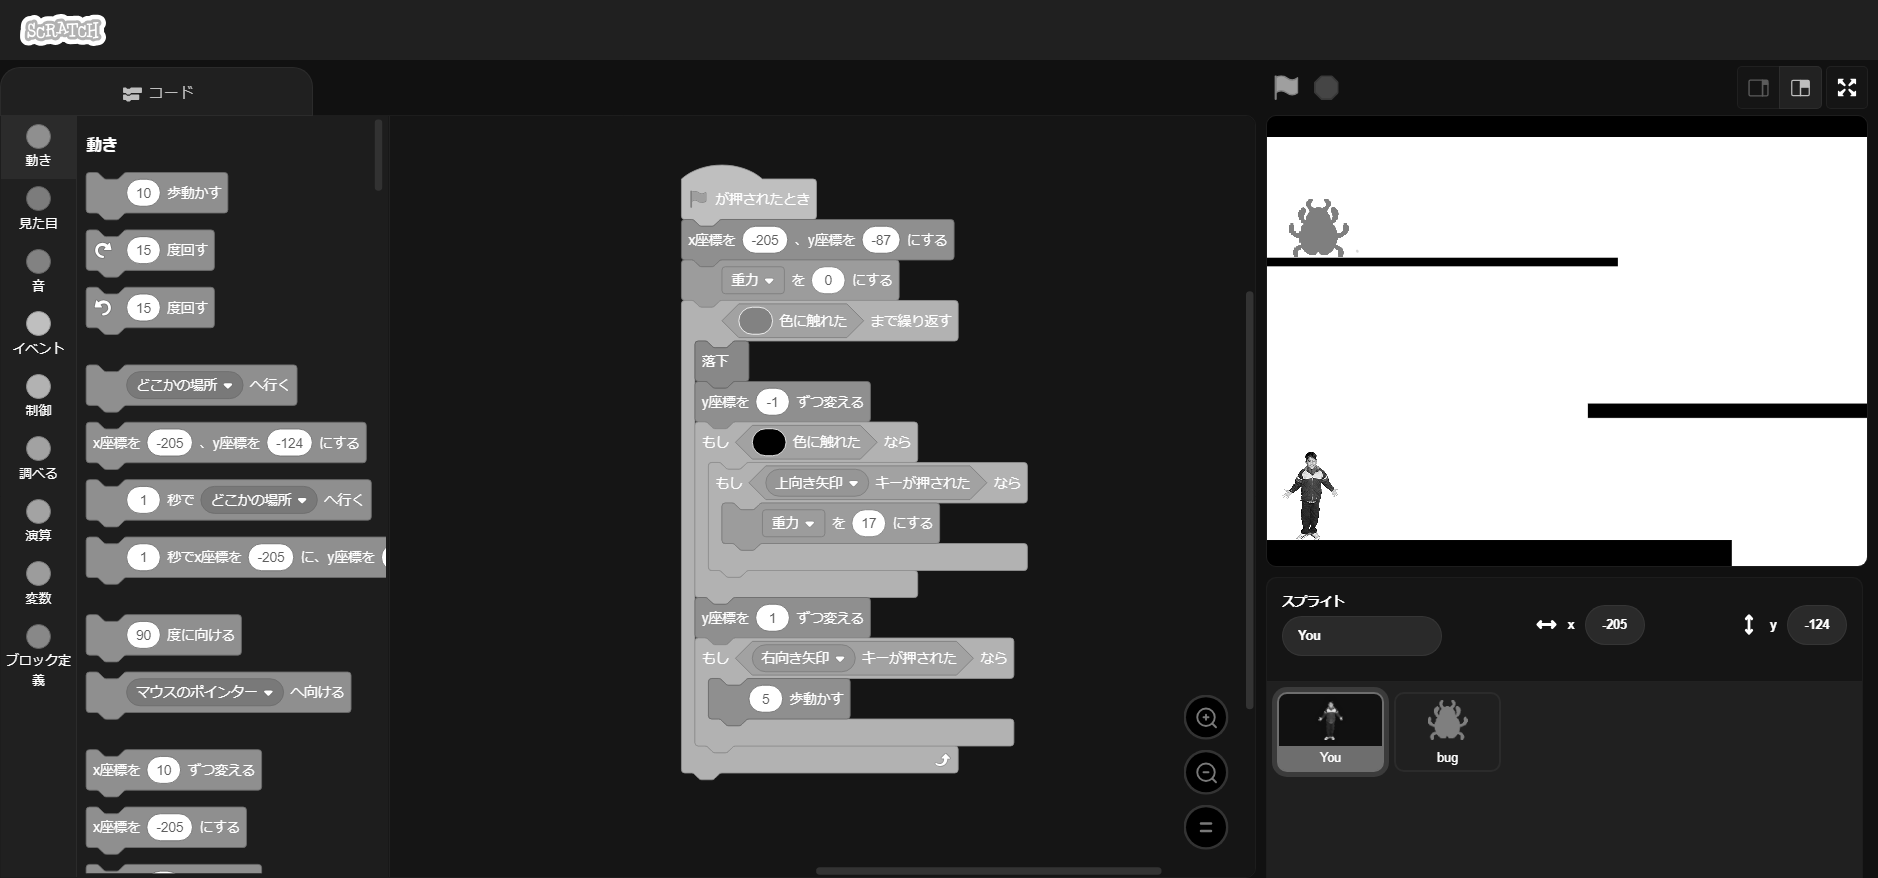 SCRATCH
コード
動き
見た目
音
イベント
制御
調べる
演算
変数
ブロック定義
動き
10 歩動かす
15 度回す
15 度回す
どこかの場所 へ行く
x座標を -205 、y座標を -124 にする
1 秒で どこかの場所 へ行く
1 秒でx座標を -205 に、y座標を
90 度に向ける
マウスのポインター へ向ける
x座標を 10 ずつ変える
x座標を -205 にする
が押されたとき
x座標を -205 、y座標を -87 にする
重力 を 0 にする
色に触れた まで繰り返す
落下
y座標を -1 ずつ変える
もし 色に触れた なら
もし 上向き矢印 キーが押された なら
重力 を 17 にする
y座標を 1 ずつ変える
もし 右向き矢印 キーが押された なら
5 歩動かす
スプライト
You
x -205
y -124
You
bug